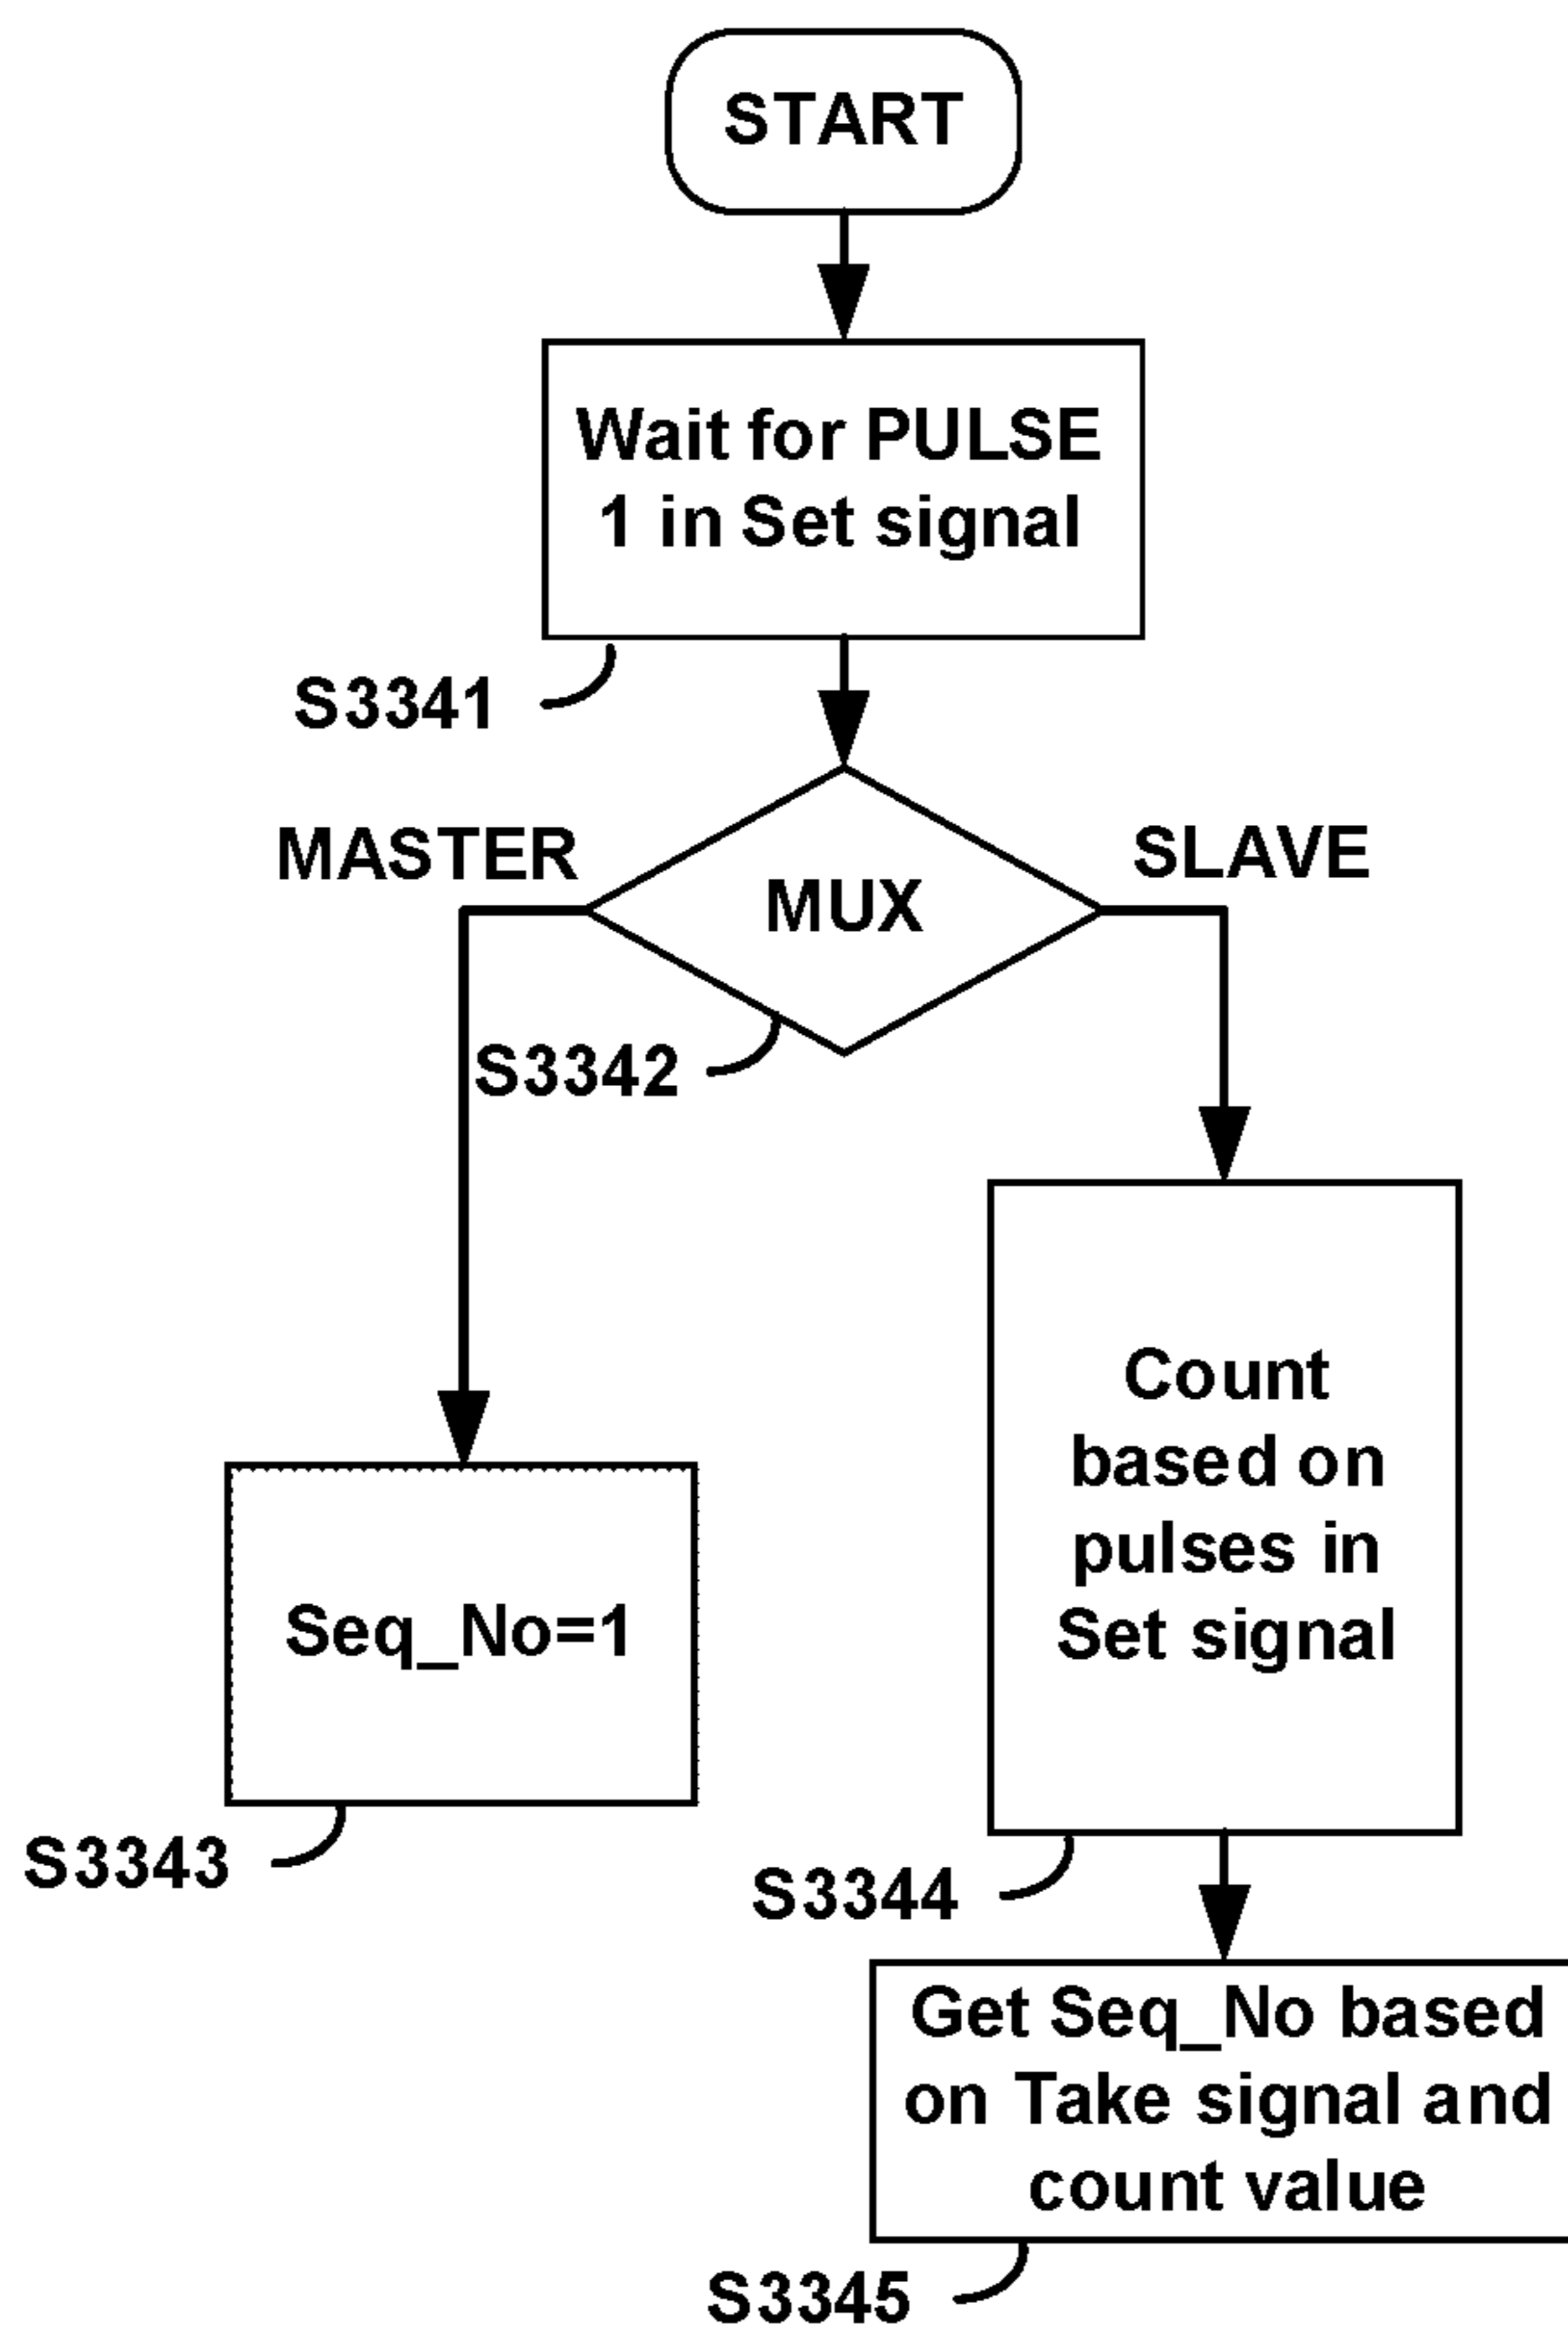 START
Wait for PULSE
1 in Set signal
S3341
MASTER
SLAVE
MUX
S3342
Count
based on
pulses in
Set signal
Seq_No=1
S3343
S3344
Get Seq_No based
on Take signal and
count value
S3345